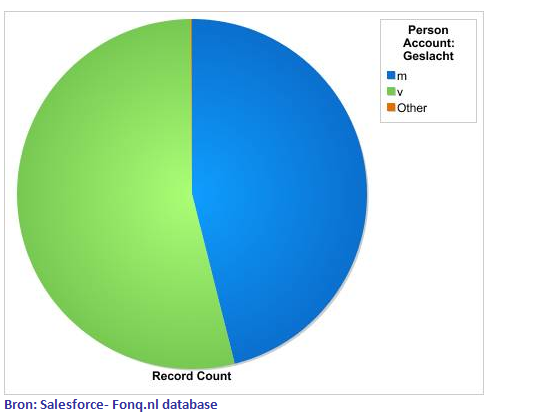 Person
Account:
Geslacht
m
v
Other
Record Count
Bron: Salesforce- Fonq.nl database